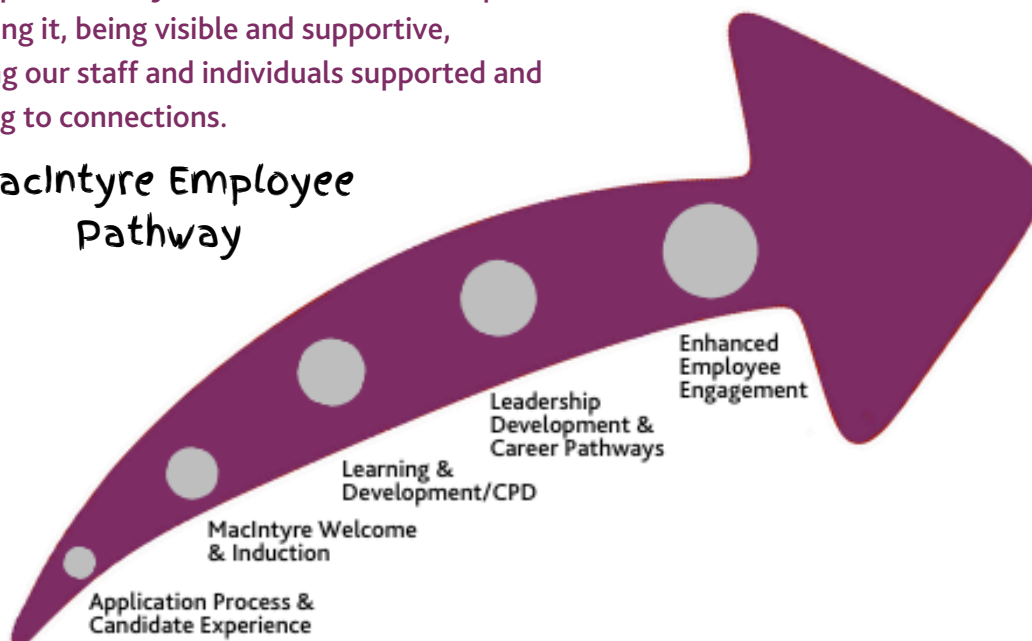 ng it, being visible and supportive,
g our staff and individuals supported and
g to connections.
acIntyre Employee
Pathway
Enhanced
Employee
Engagement
Leadership
Development &
Career Pathways
Learning &
Development/CPD
MacIntyre Welcome
& Induction
Application Process &
Candidate Experience